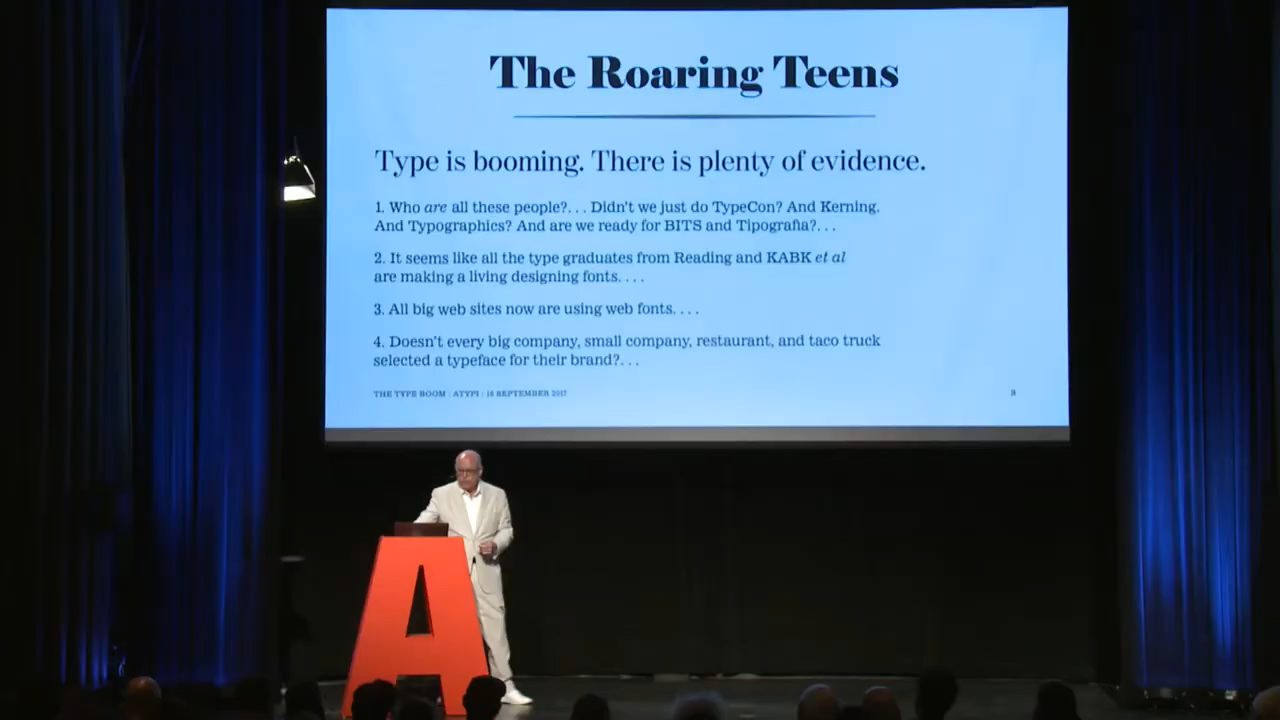 The Roaring Teens
Type is booming. There is plenty of evidence.
1. Who are all these people?. . . Didn't we just do TypeCon? And Kerning.
And Typographics? And are we ready for BITS and Tipografia?. . .
2. It seems like all the type graduates from Reading and KABK et al
are making a living designing fonts. . . .
3. All big web sites now are using web fonts. . . .
4. Doesn't every big company, small company, restaurant, and taco truck
selected a typeface for their brand?. . .
THE TYPE BOOM | ATYPI | SEPTEMBER 2017
A